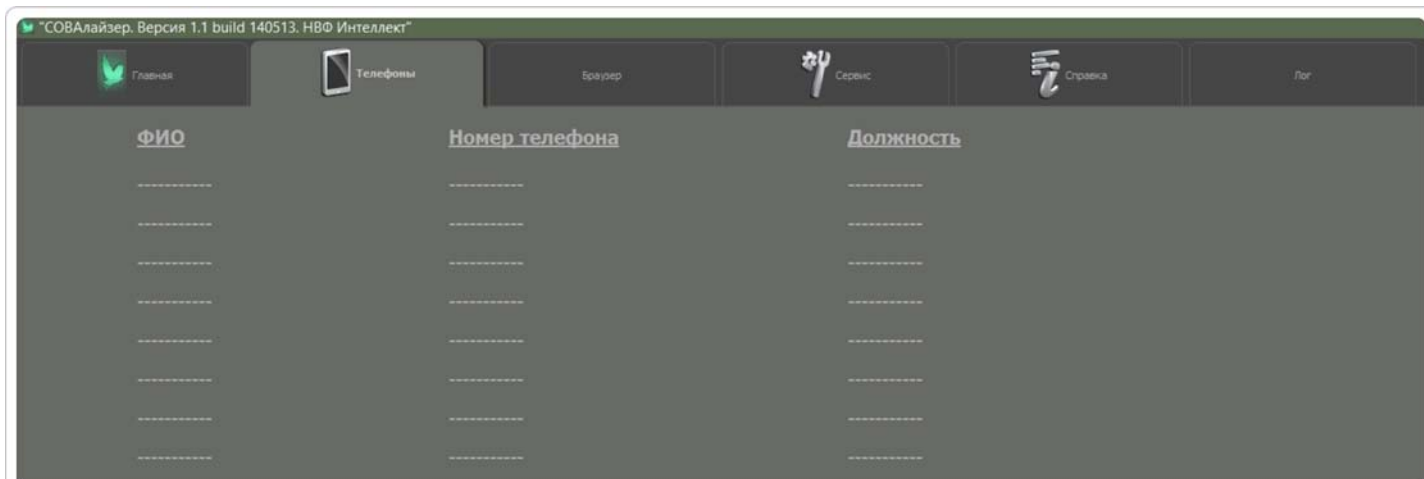 "СОВАлайзер. Версия 1.1 build 140513. НВФ Интеллект"
Главная Телефоны Браузер Сервис Справка Лог
ФИО Номер телефона Должность
----------- ----------- -----------
----------- ----------- -----------
----------- ----------- -----------
----------- ----------- -----------
----------- ----------- -----------
----------- ----------- -----------
----------- ----------- -----------
----------- ----------- -----------